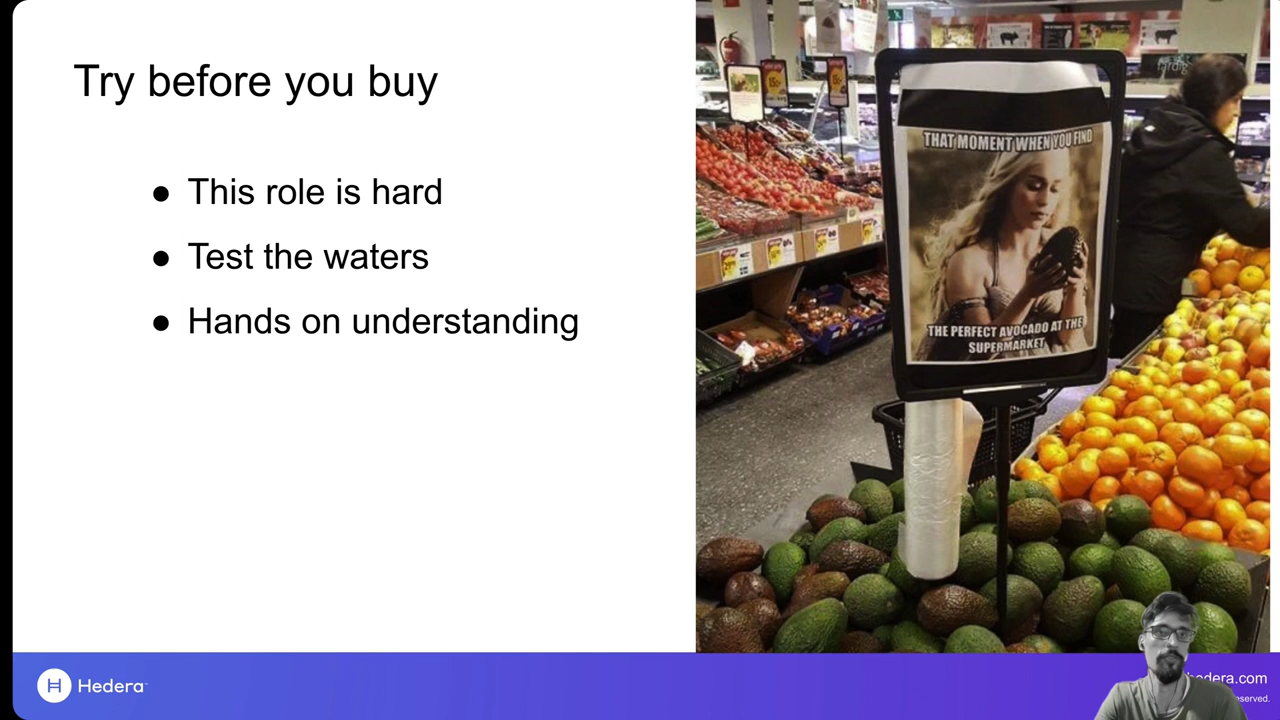 Try before you buy
● This role is hard
● Test the waters
● Hands on understanding
THAT MOMENT WHEN YOU FIND
THE PERFECT AVOCADO AT THE
SUPERMARKET
Hedera
hedera.com